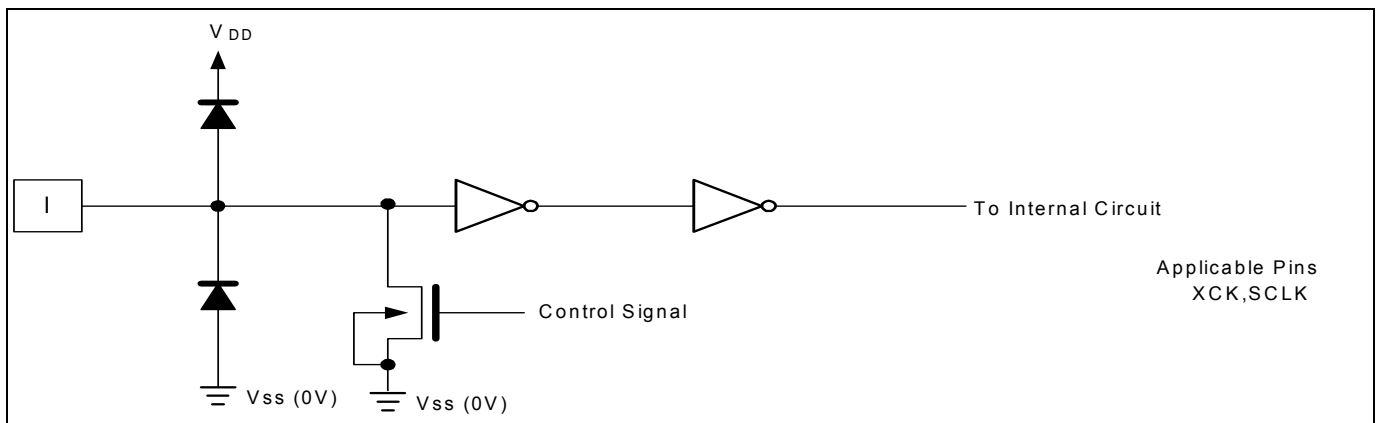 V DD
I
To Internal Circuit
Applicable Pins
XCK,SCLK
Control Signal
Vss (0V)
Vss (0V)